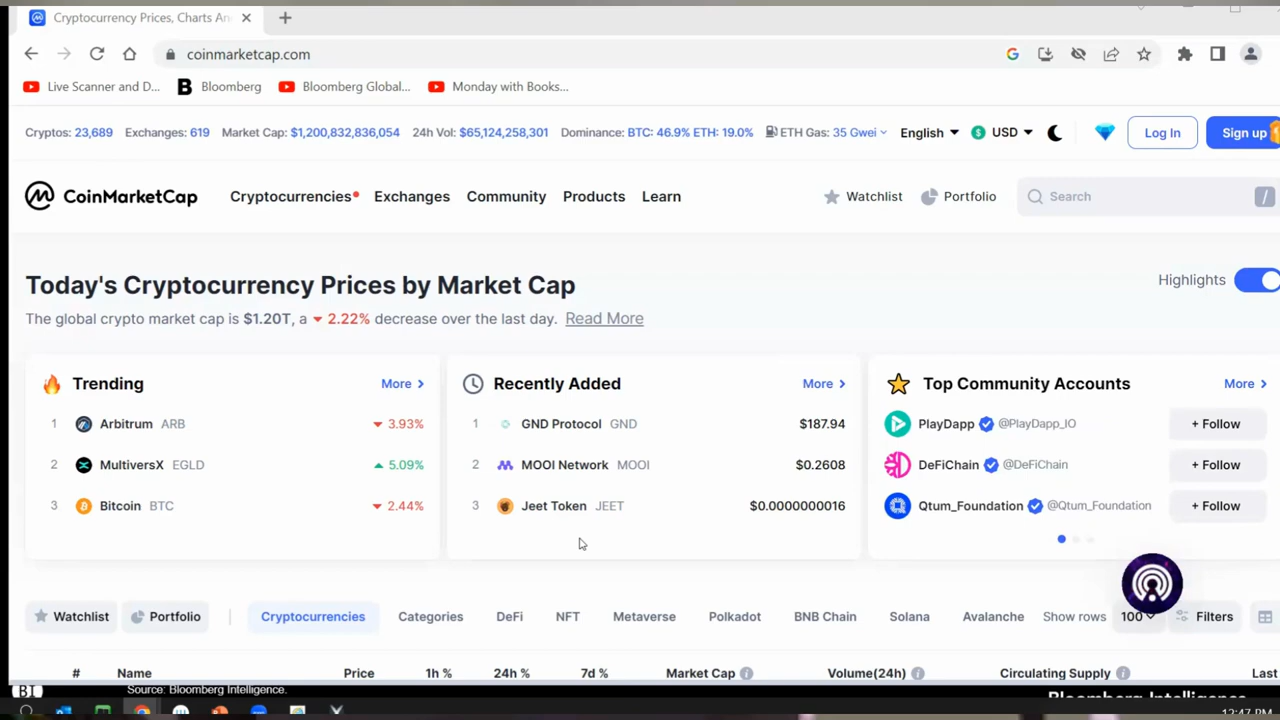 Cryptocurrency Prices, Charts An
coinmarketcap.com
Live Scanner and D... Bloomberg Bloomberg Global... Monday with Books...
Cryptos: 23,689 Exchanges: 619 Market Cap: $1,200,832,836,054 24h Vol: $65,124,258,301 Dominance: BTC: 46.9% ETH: 19.0% ETH Gas: 35 Gwei English USD Log In Sign up
CoinMarketCap Cryptocurrencies Exchanges Community Products Learn Watchlist Portfolio Search /
Today's Cryptocurrency Prices by Market Cap
Highlights
The global crypto market cap is $1.20T, a 2.22% decrease over the last day. Read More
Trending More >
1 Arbitrum ARB 3.93%
2 MultiversX EGLD 5.09%
3 Bitcoin BTC 2.44%
Recently Added More >
1 GND Protocol GND $187.94
2 MOOI Network MOOI $0.2608
3 Jeet Token JEET $0.0000000016
Top Community Accounts More >
PlayDapp @PlayDapp_IO + Follow
DeFiChain @DeFiChain + Follow
Qtum_Foundation @Qtum_Foundation + Follow
Watchlist Portfolio Cryptocurrencies Categories DeFi NFT Metaverse Polkadot BNB Chain Solana Avalanche Show rows 100 Filters
# Name Price 1h % 24h % 7d % Market Cap Volume(24h) Circulating Supply Last
BI Source: Bloomberg Intelligence.
Bloomberg Intelligence
12:47 PM